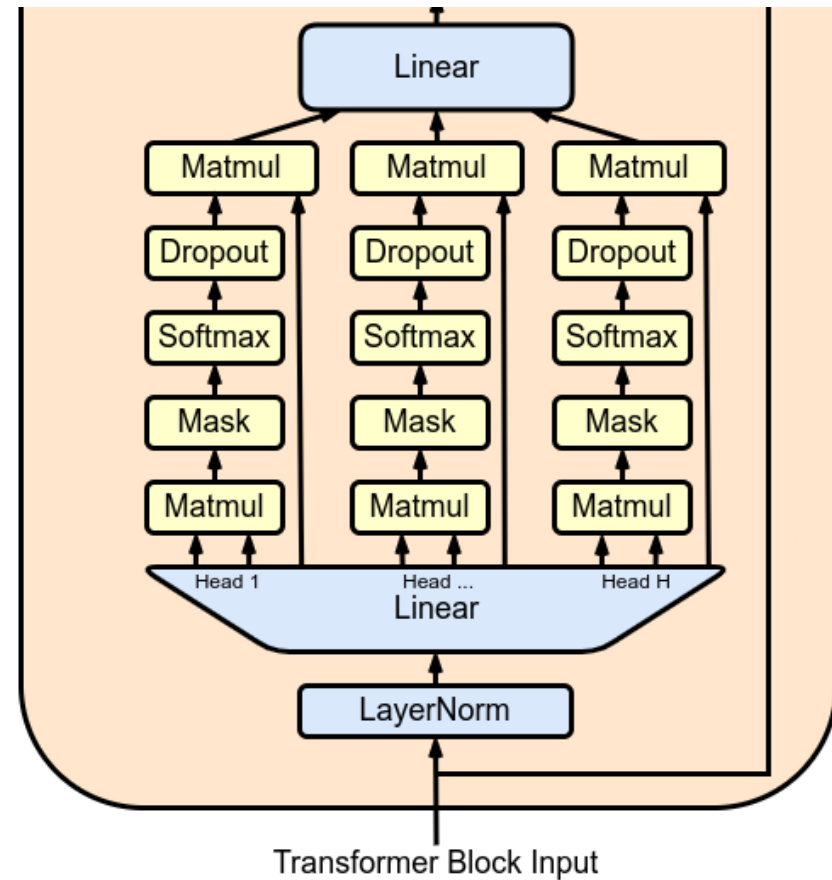 Linear
Matmul Matmul Matmul
Dropout Dropout Dropout
Softmax Softmax Softmax
Mask Mask Mask
Matmul Matmul Matmul
Head 1 Head ... Head H
Linear
LayerNorm
Transformer Block Input